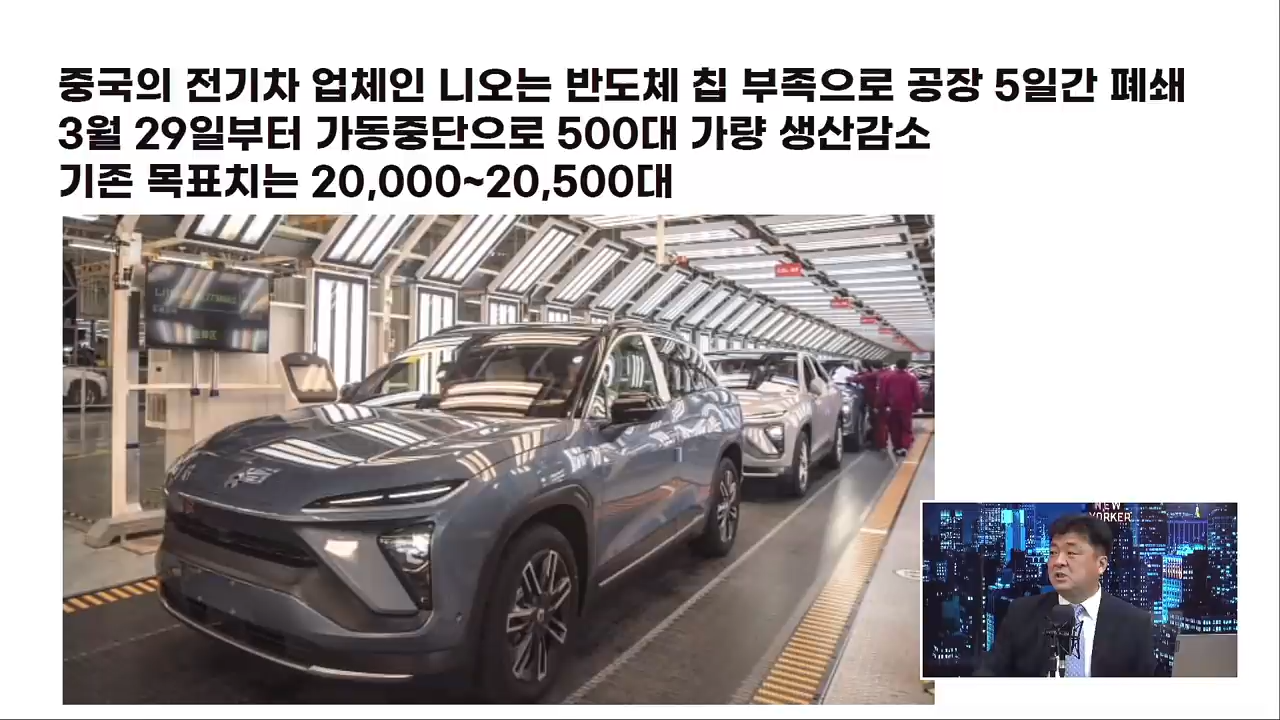 중국의 전기차 업체인 니오는 반도체 칩 부족으로 공장 5일간 폐쇄
3월 29일부터 가동중단으로 500대 가량 생산감소
기존 목표치는 20,000~20,500대
NEW
YORKER